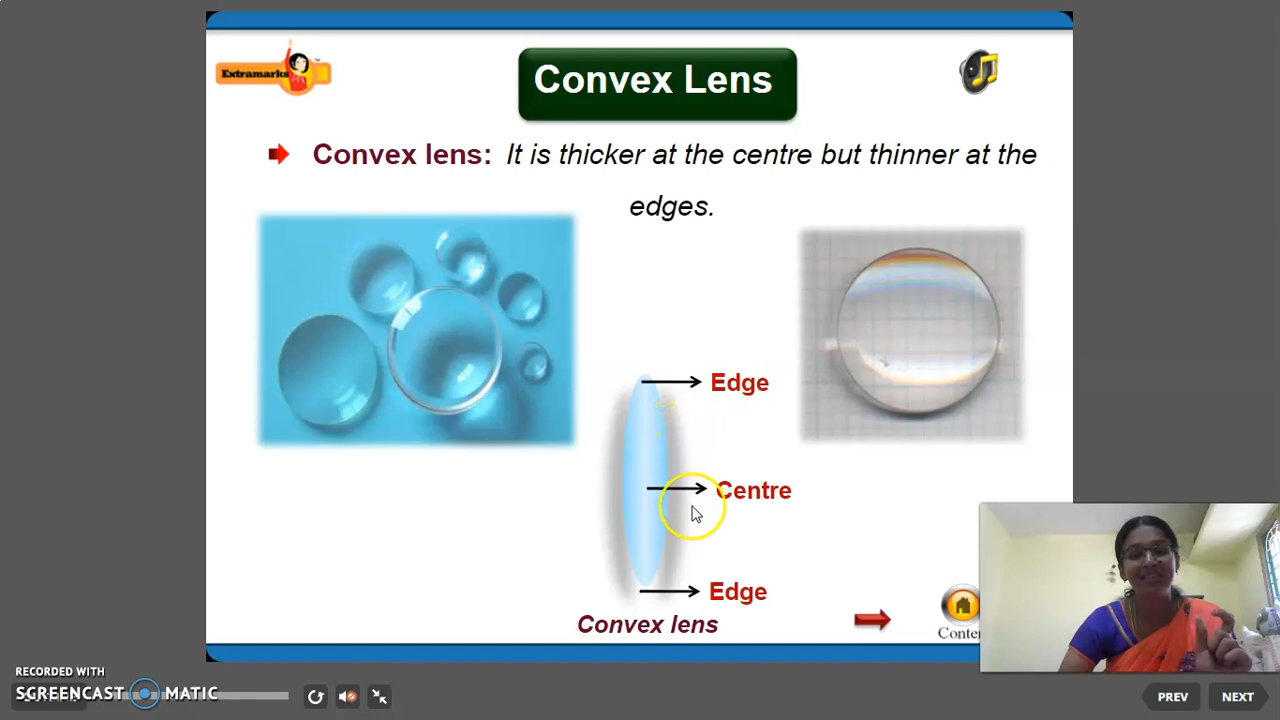 Extramarks
Convex Lens
Convex lens: It is thicker at the centre but thinner at the
edges.
Edge
Centre
Edge
Convex lens
Conten
RECORDED WITH
SCREENCAST MATIC
PREV
NEXT